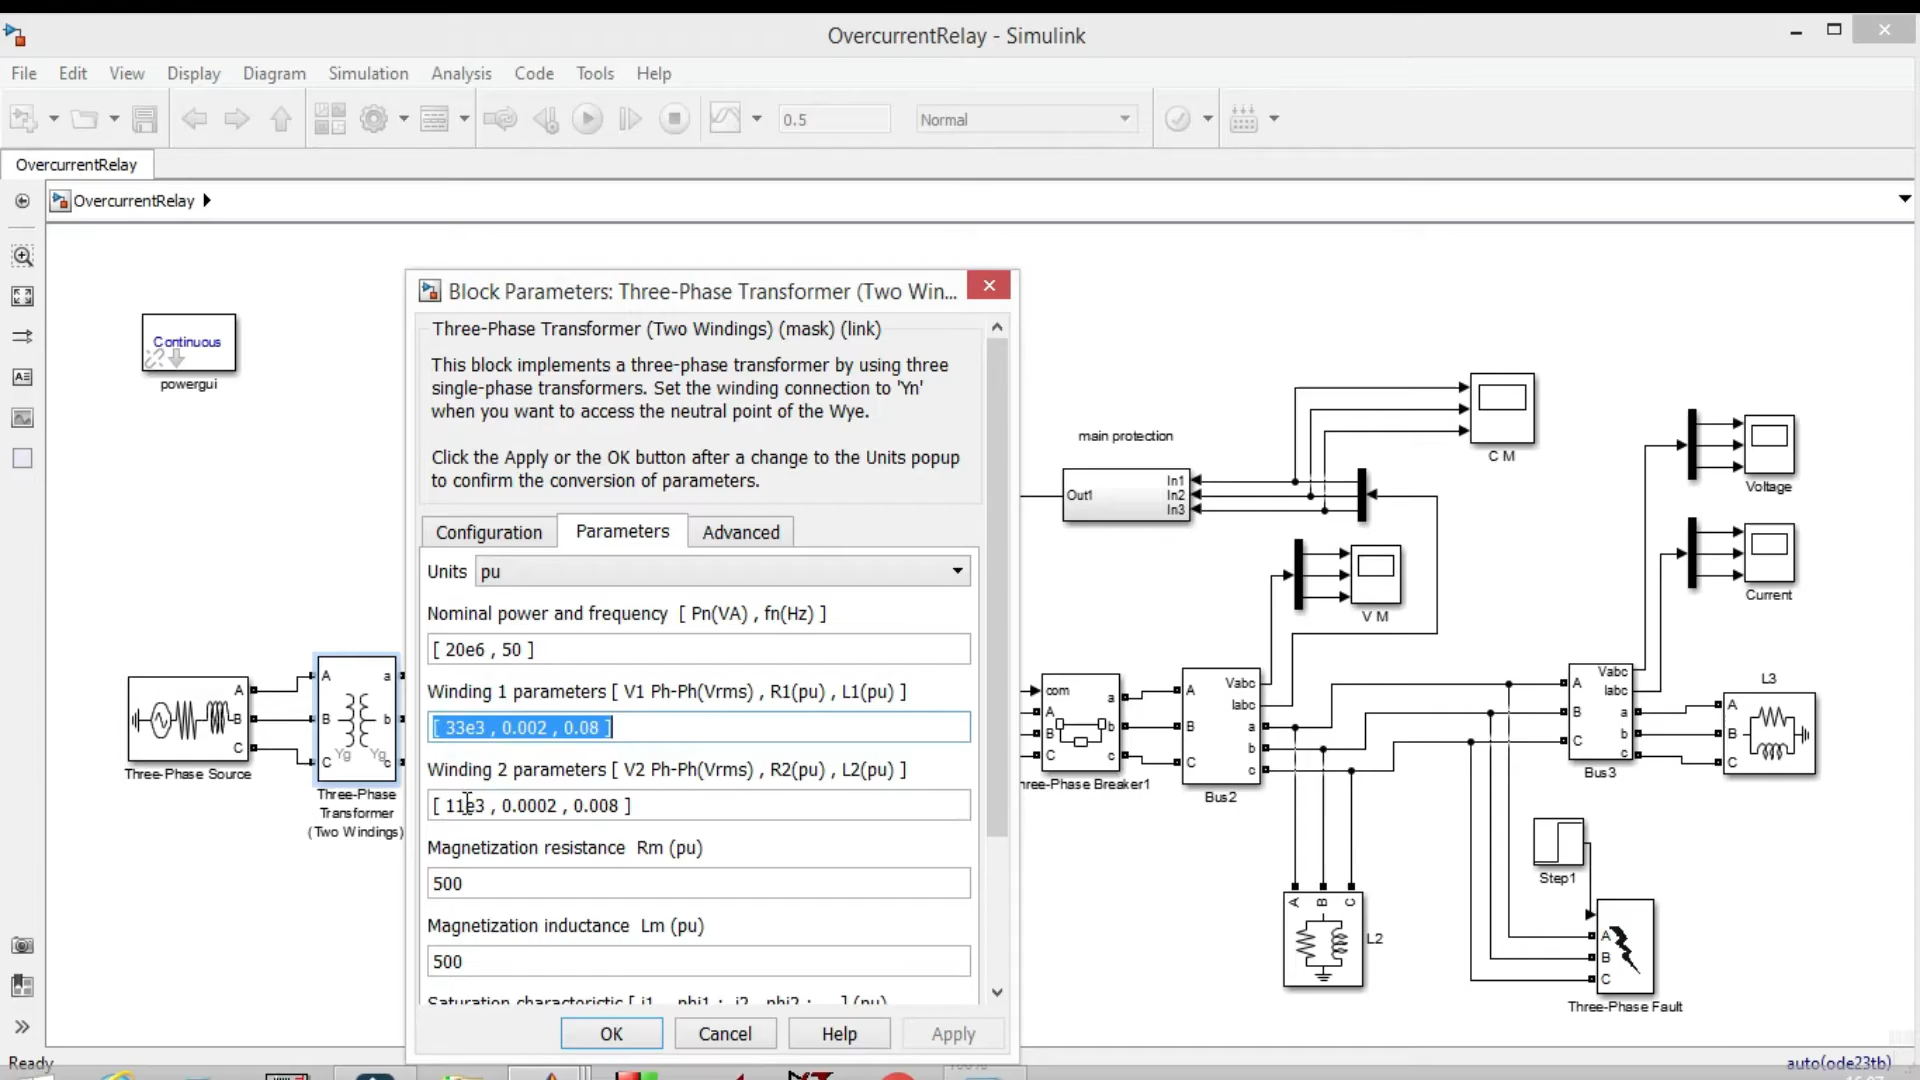 OvercurrentRelay - Simulink
File Edit View Display Diagram Simulation Analysis Code Tools Help
0.5
Normal
OvercurrentRelay
OvercurrentRelay
Continuous
powergui
Block Parameters: Three-Phase Transformer (Two Win...
Three-Phase Transformer (Two Windings) (mask) (link)
This block implements a three-phase transformer by using three
single-phase transformers. Set the winding connection to 'Yn'
when you want to access the neutral point of the Wye.
Click the Apply or the OK button after a change to the Units popup
to confirm the conversion of parameters.
Configuration Parameters Advanced
Units pu
Nominal power and frequency [ Pn(VA) , fn(Hz) ]
[ 20e6 , 50 ]
Winding 1 parameters [ V1 Ph-Ph(Vrms) , R1(pu) , L1(pu) ]
[ 33e3 , 0.002 , 0.08 ]
Winding 2 parameters [ V2 Ph-Ph(Vrms) , R2(pu) , L2(pu) ]
[ 11e3 , 0.0002 , 0.008 ]
Magnetization resistance Rm (pu)
500
Magnetization inductance Lm (pu)
500
OK Cancel Help Apply
A
B
C
Three-Phase Source
A a
B b
C c
Yg Yg
Three-Phase
Transformer
(Two Windings)
main protection
Out1
In1
In2
In3
C M
V M
Voltage
Current
com
A a
B b
C c
hree-Phase Breaker1
A Vabc
Iabc
B a
b
C c
Bus2
A B C
L2
Vabc
A Iabc
B a
b
C c
Bus3
L3
A
B
C
Step1
A
B
C
Three-Phase Fault
Ready
auto(ode23tb)